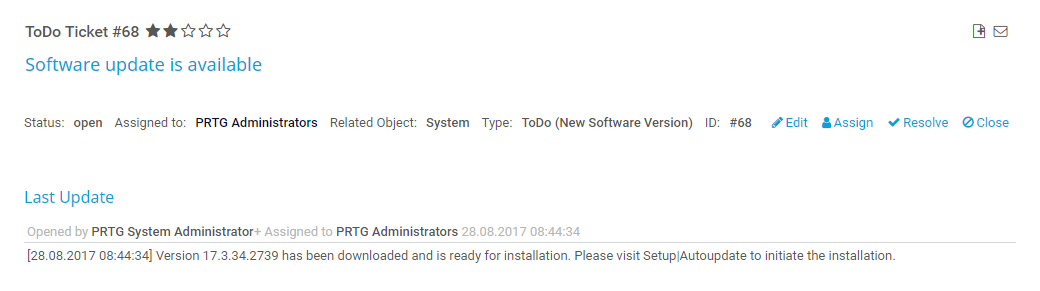 ToDo Ticket #68
Software update is available
Status: open Assigned to: PRTG Administrators Related Object: System Type: ToDo (New Software Version) ID: #68 Edit Assign Resolve Close
Last Update
Opened by PRTG System Administrator+ Assigned to PRTG Administrators 28.08.2017 08:44:34
[28.08.2017 08:44:34] Version 17.3.34.2739 has been downloaded and is ready for installation. Please visit Setup|Autoupdate to initiate the installation.